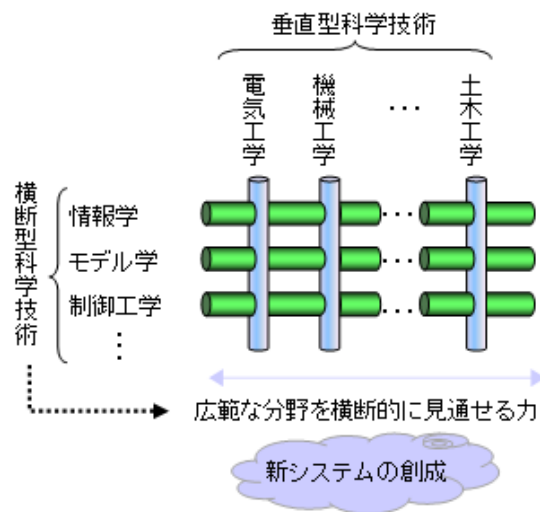 垂直型科学技術
電気工学
機械工学
…
土木工学
横断型科学技術
情報学
モデル学
制御工学
⋮
…
…
…
広範な分野を横断的に見通せる力
新システムの創成